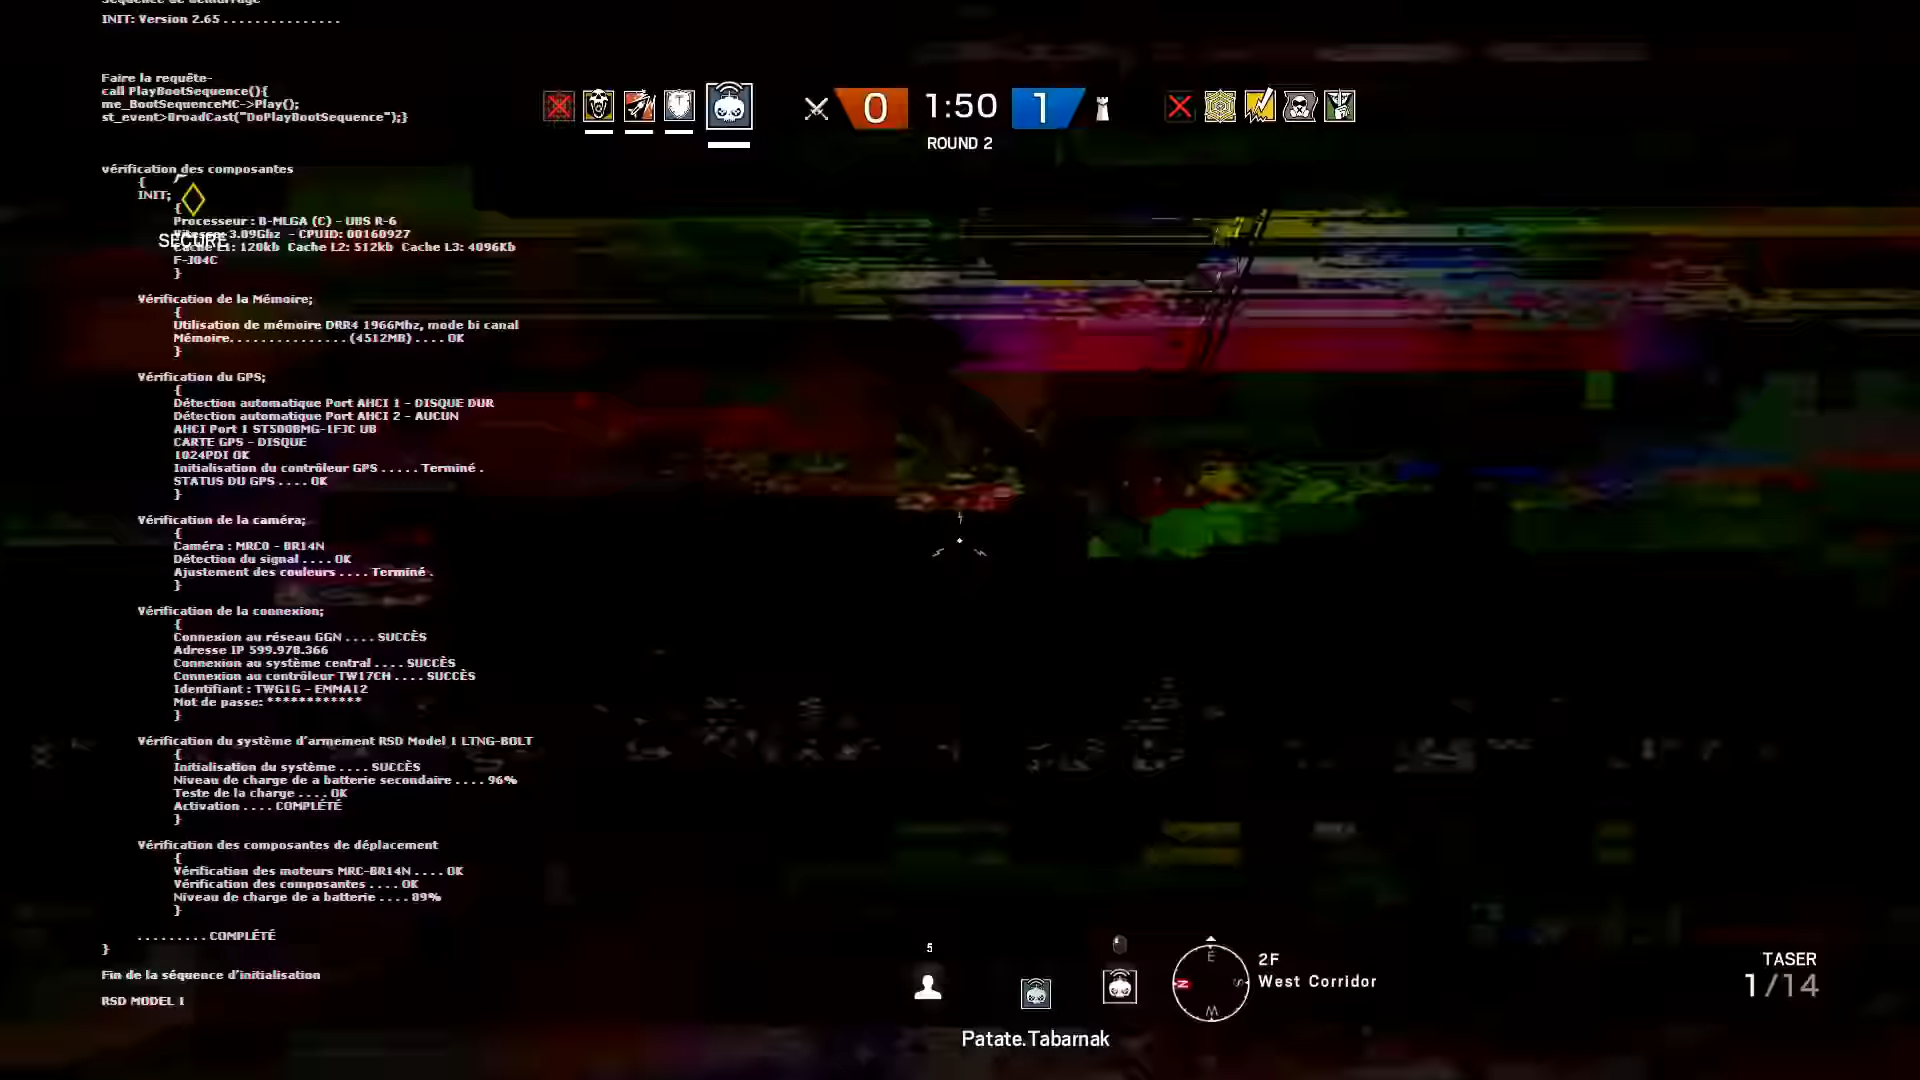 Séquence de démarrage
INIT: Version 2.65 . . . . . . . . . . . . . . .
Faire la requête-
call PlayBootSequence(){
me_BootSequenceMC->Play();
st_event>BroadCast("DoPlayBootSequence");}
vérification des composantes
{
INIT;
{
Processeur : B-MLGA (C) - UBS R-6
Vitesse: 3.09Ghz - CPUID: 00160927
Cache L1: 120kb Cache L2: 512kb Cache L3: 4096Kb
F-J04C
}
Vérification de la Mémoire;
{
Utilisation de mémoire DRR4 1966Mhz, mode bi canal
Mémoire. . . . . . . . . . . . . . . (4512MB) . . . . OK
}
Vérification du GPS;
{
Détection automatique Port AHCI 1 - DISQUE DUR
Détection automatique Port AHCI 2 - AUCUN
AHCI Port 1 ST500BMG-1FJC UB
CARTE GPS - DISQUE
1024PDI OK
Initialisation du contrôleur GPS . . . . . Terminé .
STATUS DU GPS . . . . OK
}
Vérification de la caméra;
{
Caméra : MRC0 - BR14N
Détection du signal . . . . OK
Ajustement des couleurs . . . . Terminé .
}
Vérification de la connexion;
{
Connexion au réseau GGN . . . . SUCCÈS
Adresse IP 599.978.366
Connexion au système central . . . . SUCCÈS
Connexion au contrôleur TW17CH . . . . SUCCÈS
Identifiant : TWG1G - EMMA12
Mot de passe: ************
}
Vérification du système d'armement RSD Model 1 LTNG-BOLT
{
Initialisation du système . . . . SUCCÈS
Niveau de charge de a batterie secondaire . . . . 96%
Teste de la charge . . . . OK
Activation . . . . COMPLÉTÉ
}
Vérification des composantes de déplacement
{
Vérification des moteurs MRC-BR14N . . . . OK
Vérification des composantes . . . . OK
Niveau de charge de a batterie . . . . 89%
}
. . . . . . . . . COMPLÉTÉ
}
Fin de la séquence d'initialisation
RSD MODEL 1
SECURE
0 1:50 1
ROUND 2
5
E
N S
W
2F
West Corridor
Patate.Tabarnak
TASER
1/14